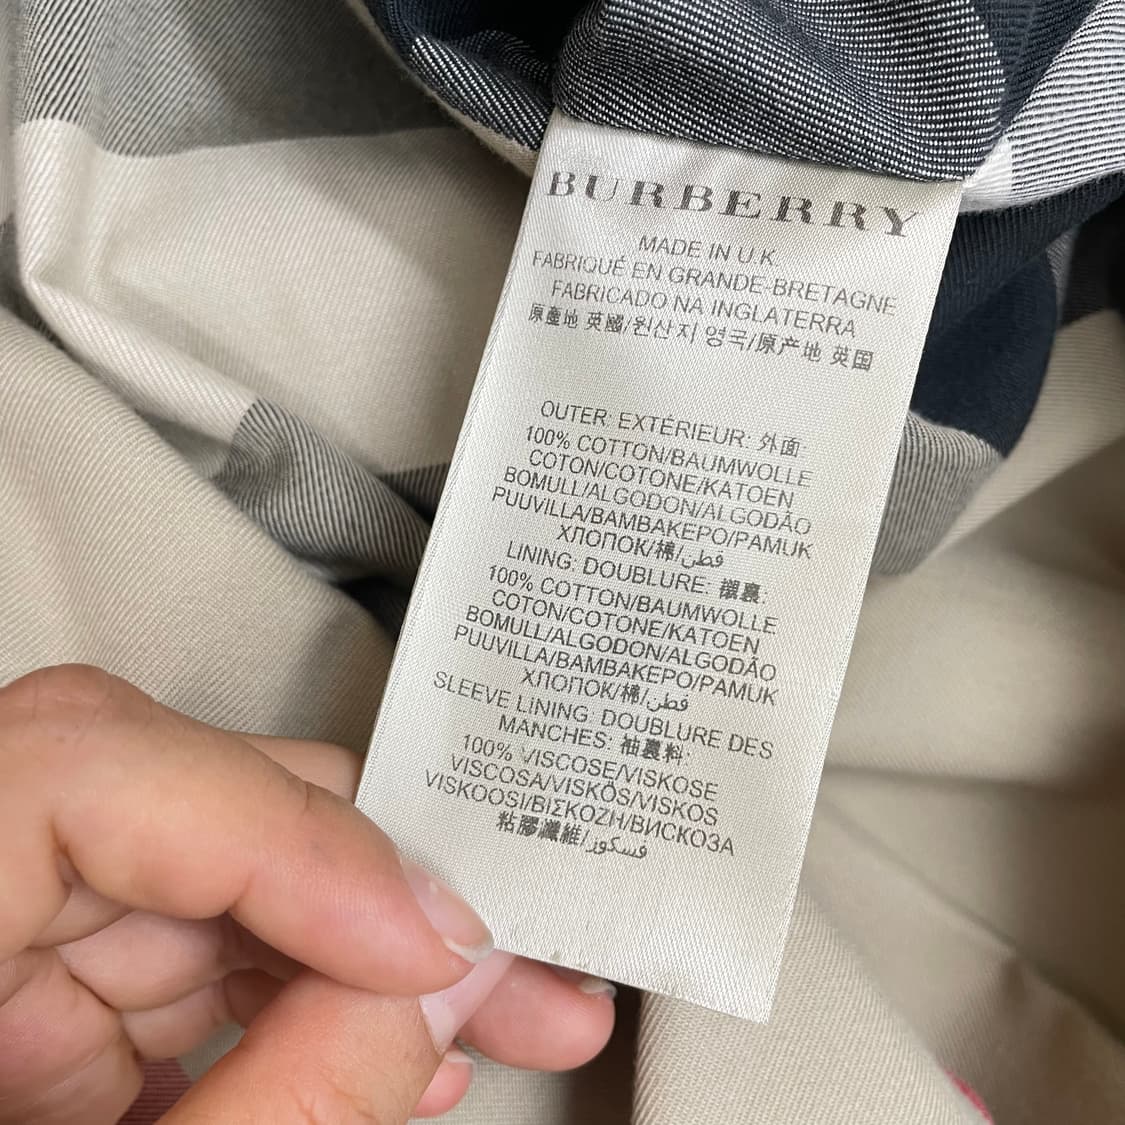 BURBERRY
MADE IN U.K.
FABRIQUÉ EN GRANDE-BRETAGNE
FABRICADO NA INGLATERRA
原產地 英國/원산지 영국/原产地 英国
OUTER: EXTÉRIEUR: 外面:
100% COTTON/BAUMWOLLE
COTON/COTONE/KATOEN
BOMULL/ALGODON/ALGODÃO
PUUVILLA/ΒΑΜΒΑΚΕΡΟ/PAMUK
ХЛОПОК/棉/قطن
LINING: DOUBLURE: 襯裏:
100% COTTON/BAUMWOLLE
COTON/COTONE/KATOEN
BOMULL/ALGODON/ALGODÃO
PUUVILLA/ΒΑΜΒΑΚΕΡΟ/PAMUK
ХЛОПОК/棉/قطن
SLEEVE LINING: DOUBLURE DES
MANCHES: 袖裏料:
100% VISCOSE/VISKOSE
VISCOSA/VISKÓS/VISKOS
VISKOOSI/ΒΙΣΚΟΖΗ/ВИСКОЗА
粘膠纖維/فسكوز